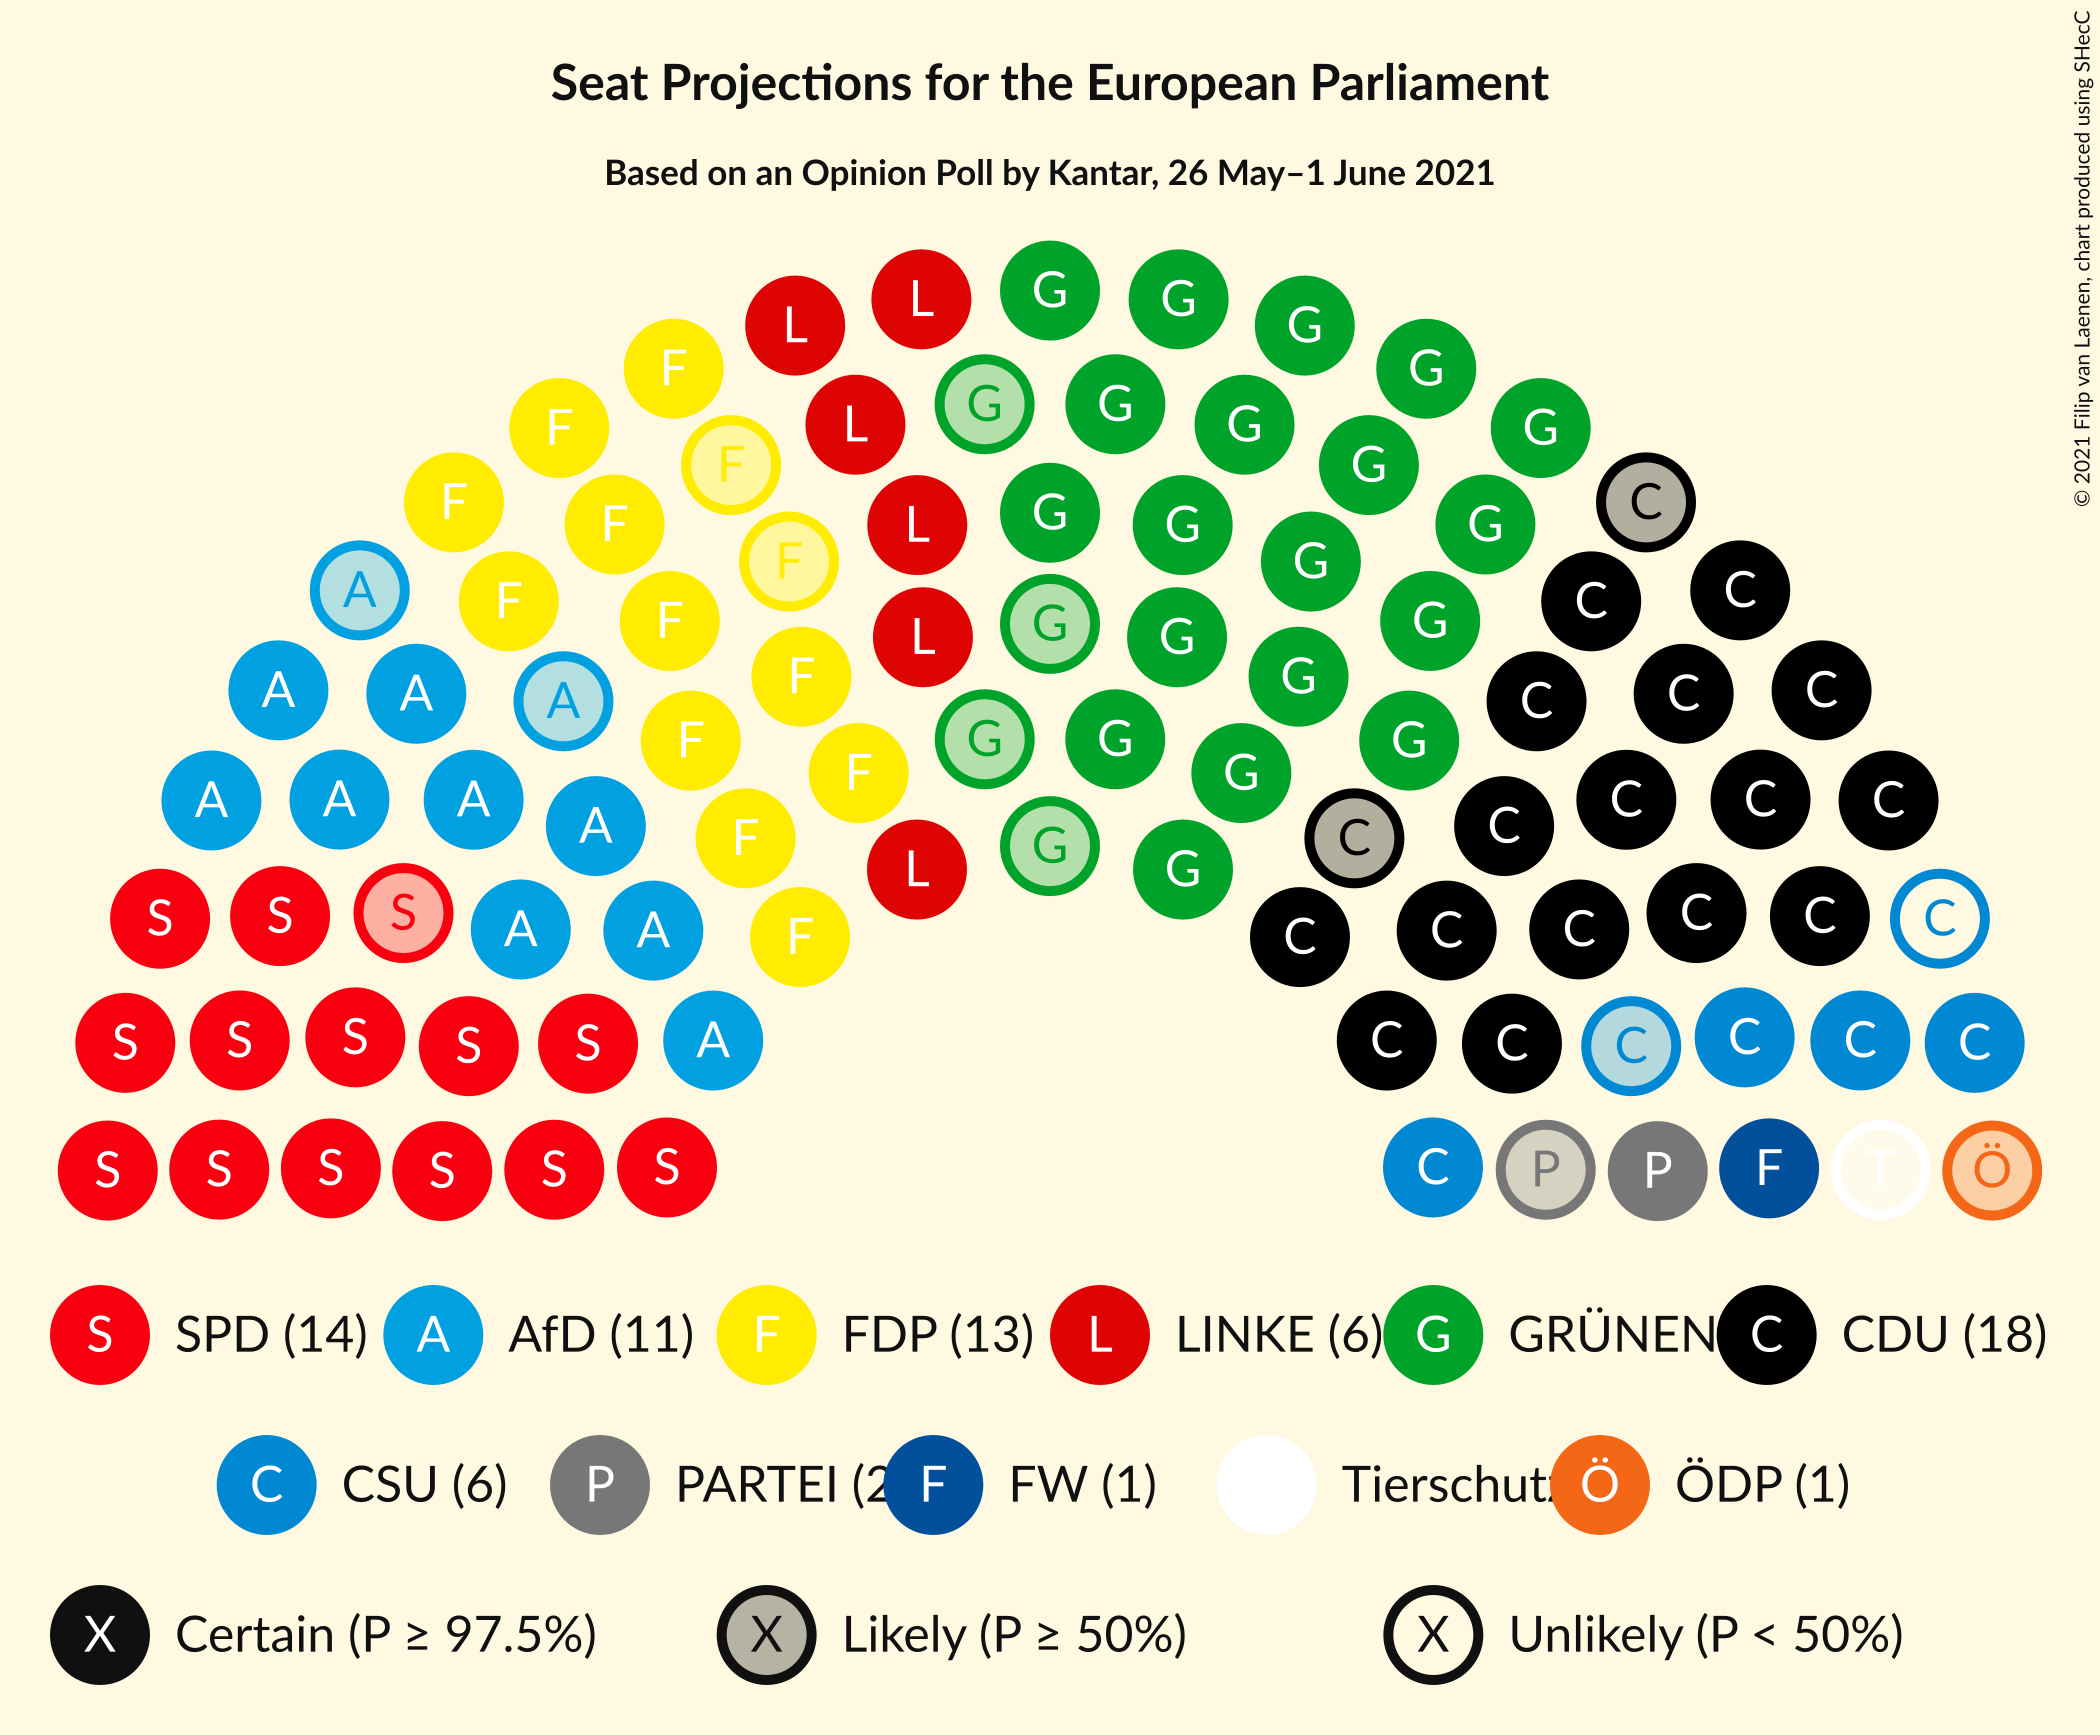 Seat Projections for the European Parliament
Based on an Opinion Poll by Kantar, 26 May–1 June 2021
© 2021 Filip van Laenen, chart produced using SHecC
L L G G G
F L G G G G
F F G G G
F F F L G G G G C
A F F G L G C C
A A A F F G G G C C C
A A A A F F G G G C C C C C
S S S A A F L G G C C C C C C
S S S S S A F C C C C C C C C
S S S S S S C P P F T Ö
S SPD (14) A AfD (11) F FDP (13) L LINKE (6) G GRÜNEN C CDU (18)
C CSU (6) P PARTEI (2 F FW (1) Tierschutz Ö ÖDP (1)
X Certain (P ≥ 97.5%) X Likely (P ≥ 50%) X Unlikely (P < 50%)